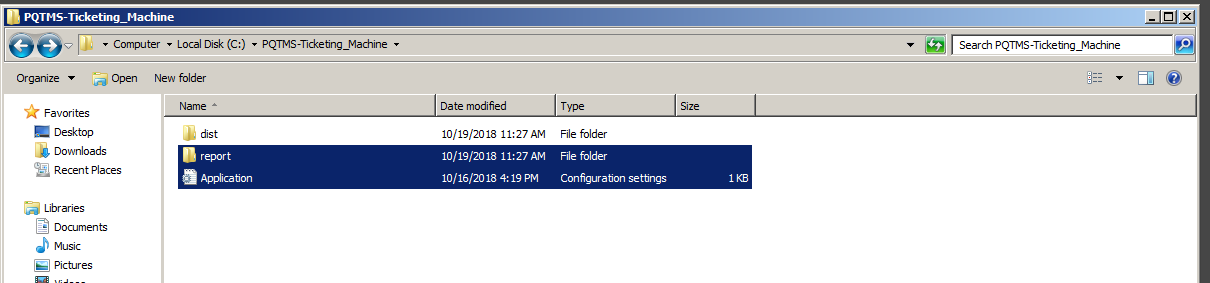 PQTMS-Ticketing_Machine
Computer Local Disk (C:) PQTMS-Ticketing_Machine
Search PQTMS-Ticketing_Machine
Organize Open New folder
Favorites
Desktop
Downloads
Recent Places
Libraries
Documents
Music
Pictures
Videos
Name Date modified Type Size
dist 10/19/2018 11:27 AM File folder
report 10/19/2018 11:27 AM File folder
Application 10/16/2018 4:19 PM Configuration settings 1 KB